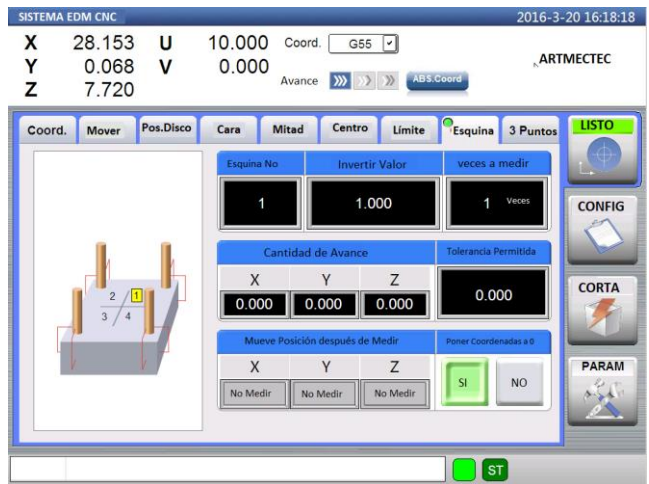 SISTEMA EDM CNC 2016-3-20 16:18:18
X 28.153 U 10.000 Coord. G55
Y 0.068 V 0.000 Avance ABS.Coord ARTMECTEC
Z 7.720
Coord. Mover Pos.Disco Cara Mitad Centro Límite Esquina 3 Puntos LISTO
Esquina No Invertir Valor veces a medir
1 1.000 1 Veces
CONFIG
Cantidad de Avance Tolerancia Permitida
X Y Z
0.000 0.000 0.000 0.000
CORTA
2 1
3 4
Mueve Posición después de Medir Poner Coordenadas a 0
X Y Z
No Medir No Medir No Medir SI NO
PARAM
ST